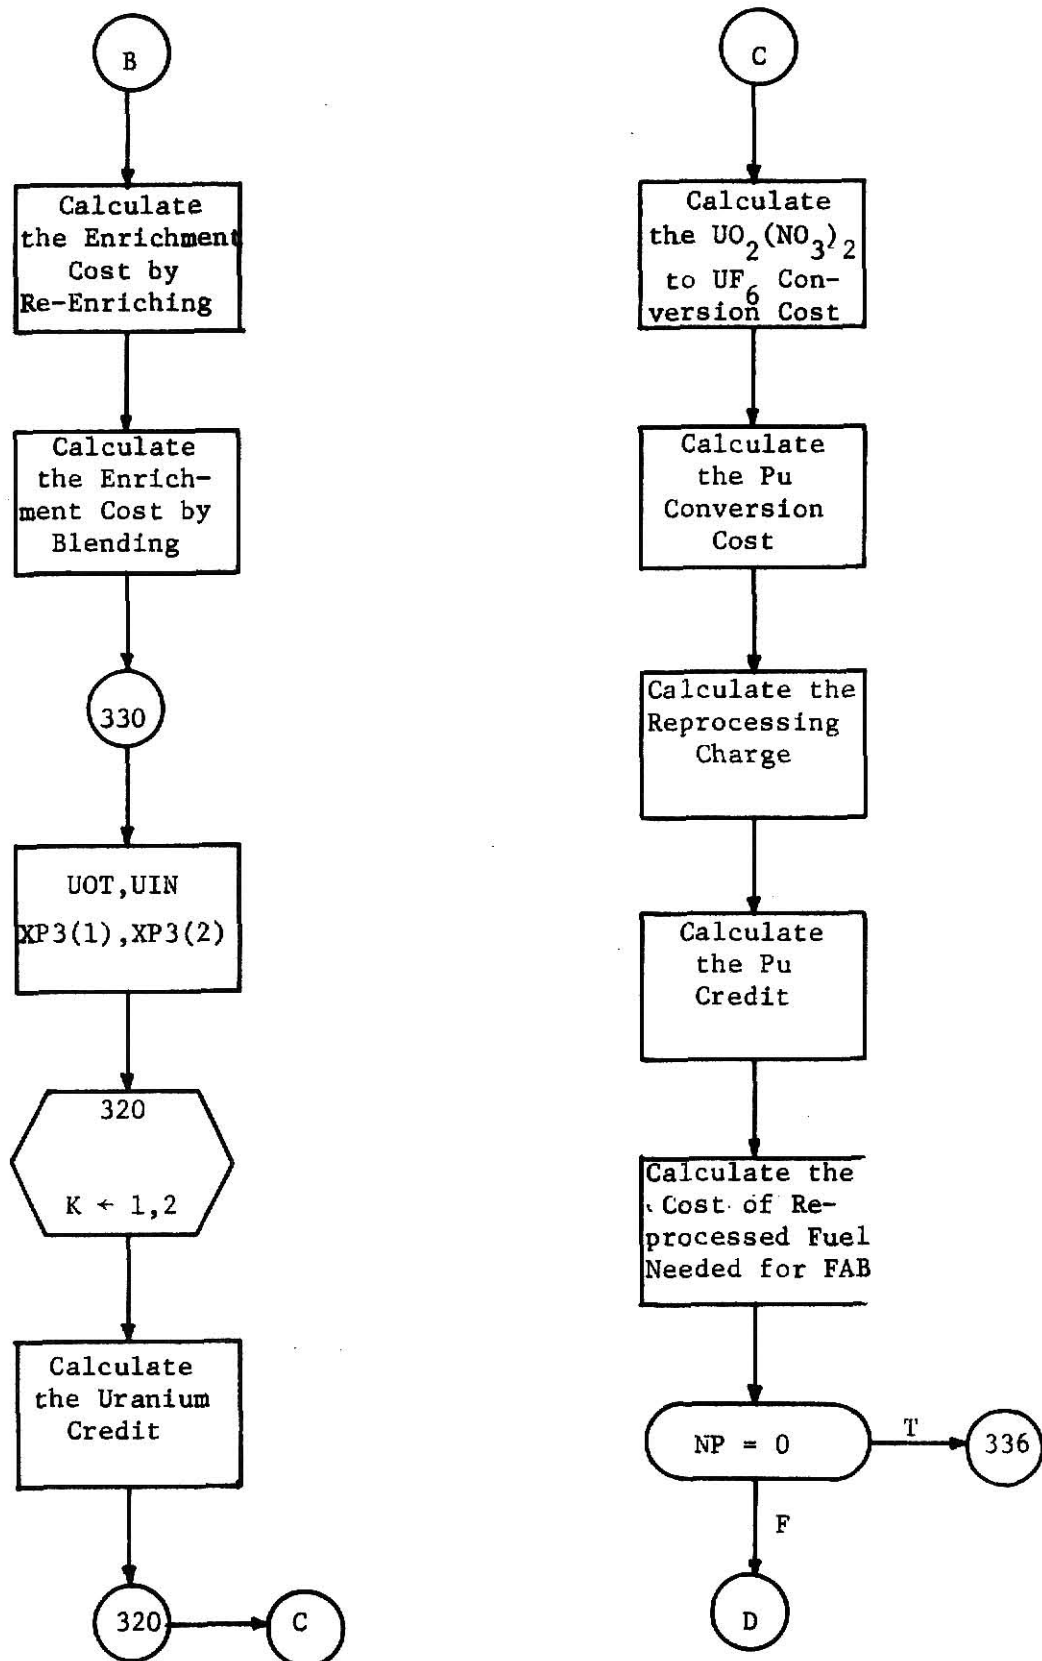 B
Calculate
the Enrichment
Cost by
Re-Enriching
Calculate
the Enrich-
ment Cost by
Blending
330
UOT,UIN
XP3(1),XP3(2)
320
K ← 1,2
Calculate
the Uranium
Credit
320
C
C
Calculate
the UO2(NO3)2
to UF6 Con-
version Cost
Calculate
the Pu
Conversion
Cost
Calculate the
Reprocessing
Charge
Calculate
the Pu
Credit
Calculate the
Cost of Re-
processed Fuel
Needed for FAB
NP = 0
T
336
F
D